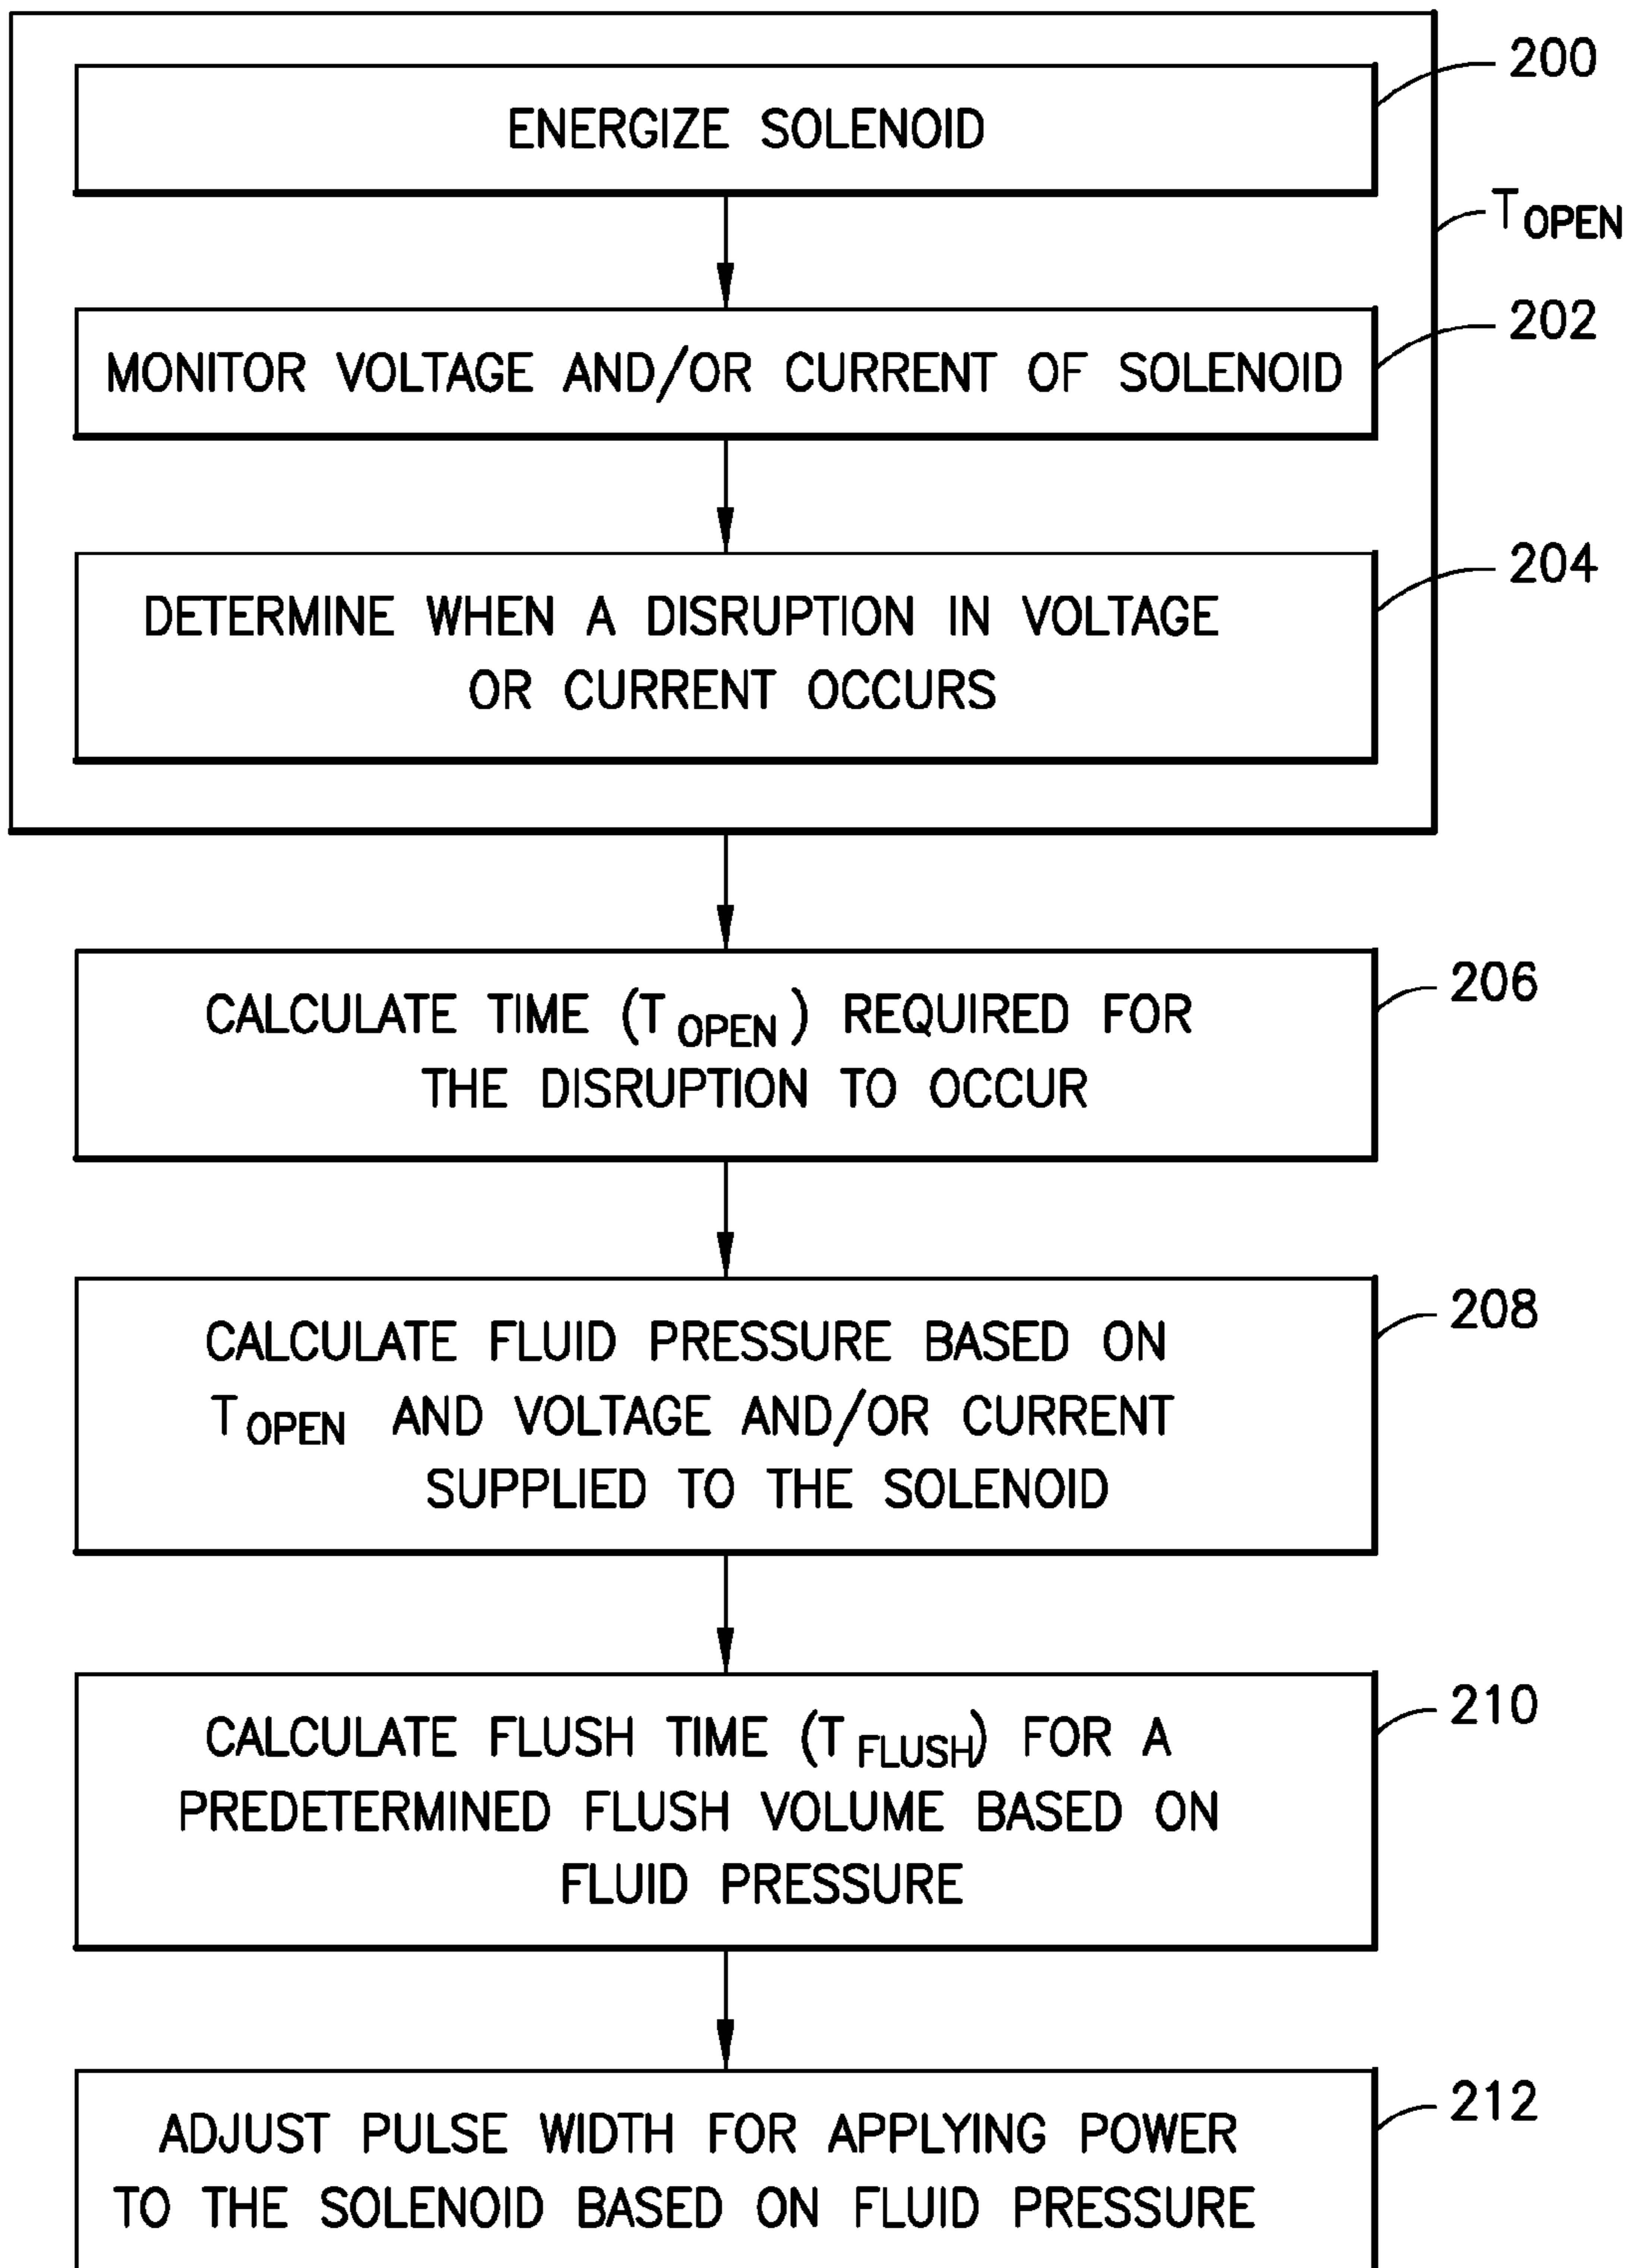 200
ENERGIZE SOLENOID
TOPEN
202
MONITOR VOLTAGE AND/OR CURRENT OF SOLENOID
204
DETERMINE WHEN A DISRUPTION IN VOLTAGE
OR CURRENT OCCURS
206
CALCULATE TIME (TOPEN) REQUIRED FOR
THE DISRUPTION TO OCCUR
208
CALCULATE FLUID PRESSURE BASED ON
TOPEN AND VOLTAGE AND/OR CURRENT
SUPPLIED TO THE SOLENOID
210
CALCULATE FLUSH TIME (TFLUSH) FOR A
PREDETERMINED FLUSH VOLUME BASED ON
FLUID PRESSURE
212
ADJUST PULSE WIDTH FOR APPLYING POWER
TO THE SOLENOID BASED ON FLUID PRESSURE